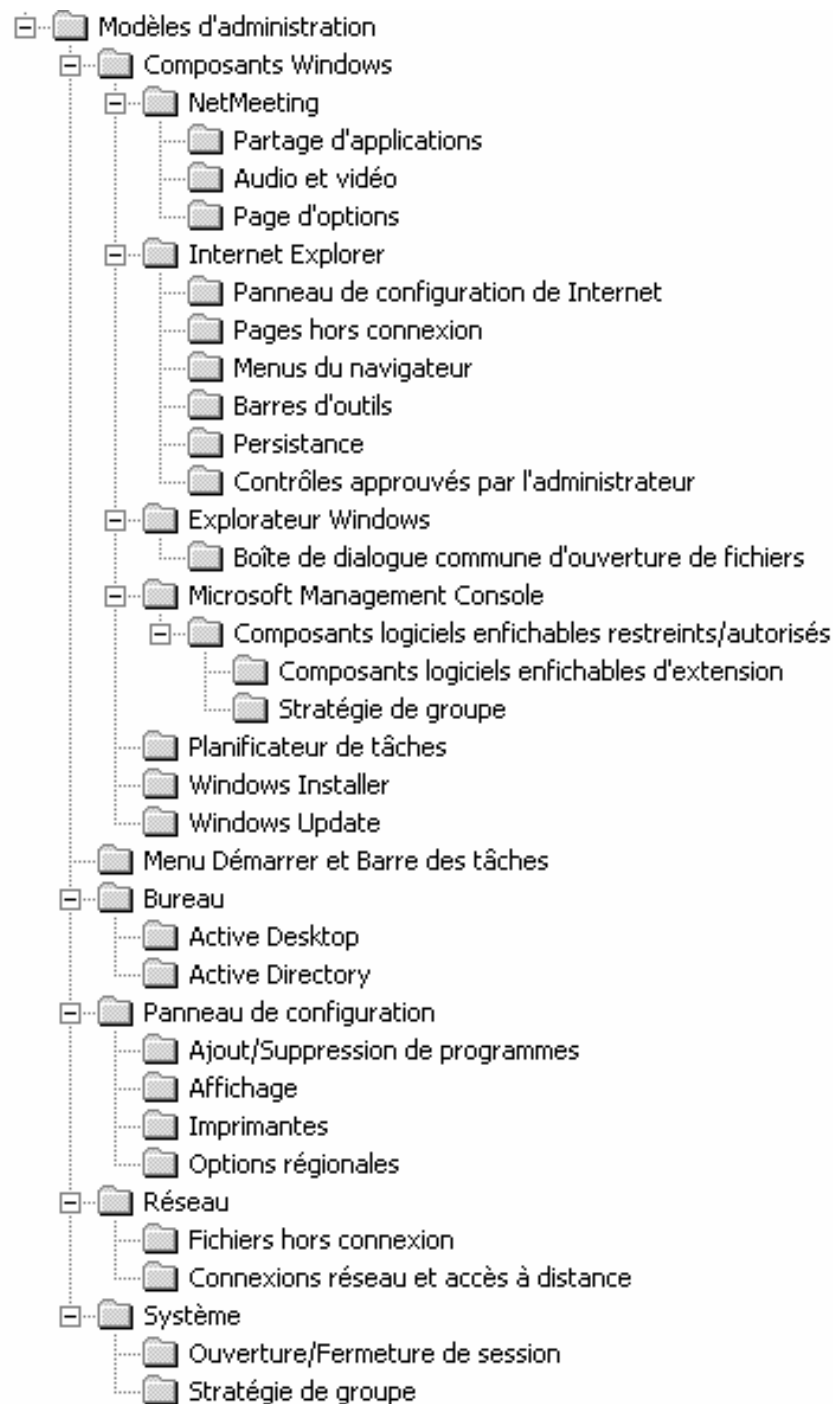 Modèles d'administration
Composants Windows
NetMeeting
Partage d'applications
Audio et vidéo
Page d'options
Internet Explorer
Panneau de configuration de Internet
Pages hors connexion
Menus du navigateur
Barres d'outils
Persistance
Contrôles approuvés par l'administrateur
Explorateur Windows
Boîte de dialogue commune d'ouverture de fichiers
Microsoft Management Console
Composants logiciels enfichables restreints/autorisés
Composants logiciels enfichables d'extension
Stratégie de groupe
Planificateur de tâches
Windows Installer
Windows Update
Menu Démarrer et Barre des tâches
Bureau
Active Desktop
Active Directory
Panneau de configuration
Ajout/Suppression de programmes
Affichage
Imprimantes
Options régionales
Réseau
Fichiers hors connexion
Connexions réseau et accès à distance
Système
Ouverture/Fermeture de session
Stratégie de groupe